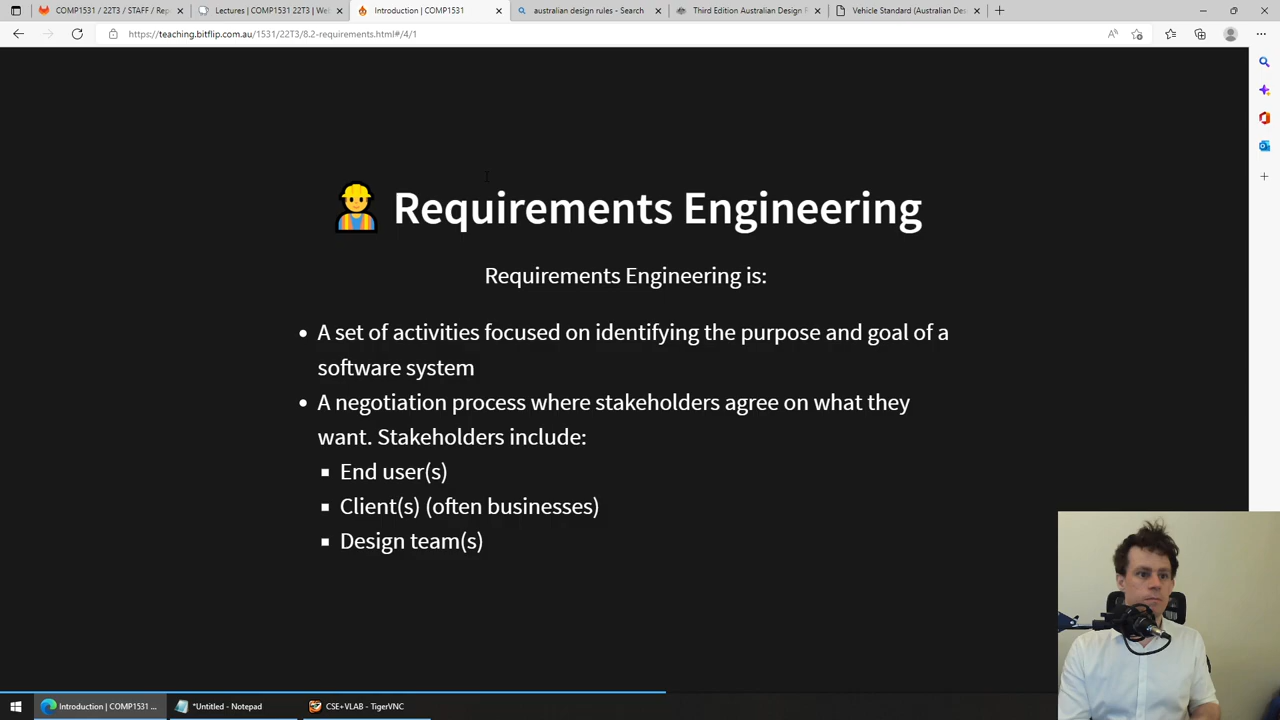 COMP1531 / 22T3 / STAFF / Rep
Lectures | COMP1531 22T3 | Wel
Introduction | COMP1531
australian design rules - Search
Third Edition Australian Design R
Vehicle Standard (Australian De
https://teaching.bitflip.com.au/1531/22T3/8.2-requirements.html#/4/1
Requirements Engineering
Requirements Engineering is:
• A set of activities focused on identifying the purpose and goal of a
software system
• A negotiation process where stakeholders agree on what they
want. Stakeholders include:
▪ End user(s)
▪ Client(s) (often businesses)
▪ Design team(s)
Introduction | COMP1531 ...
*Untitled - Notepad
CSE+VLAB - TigerVNC